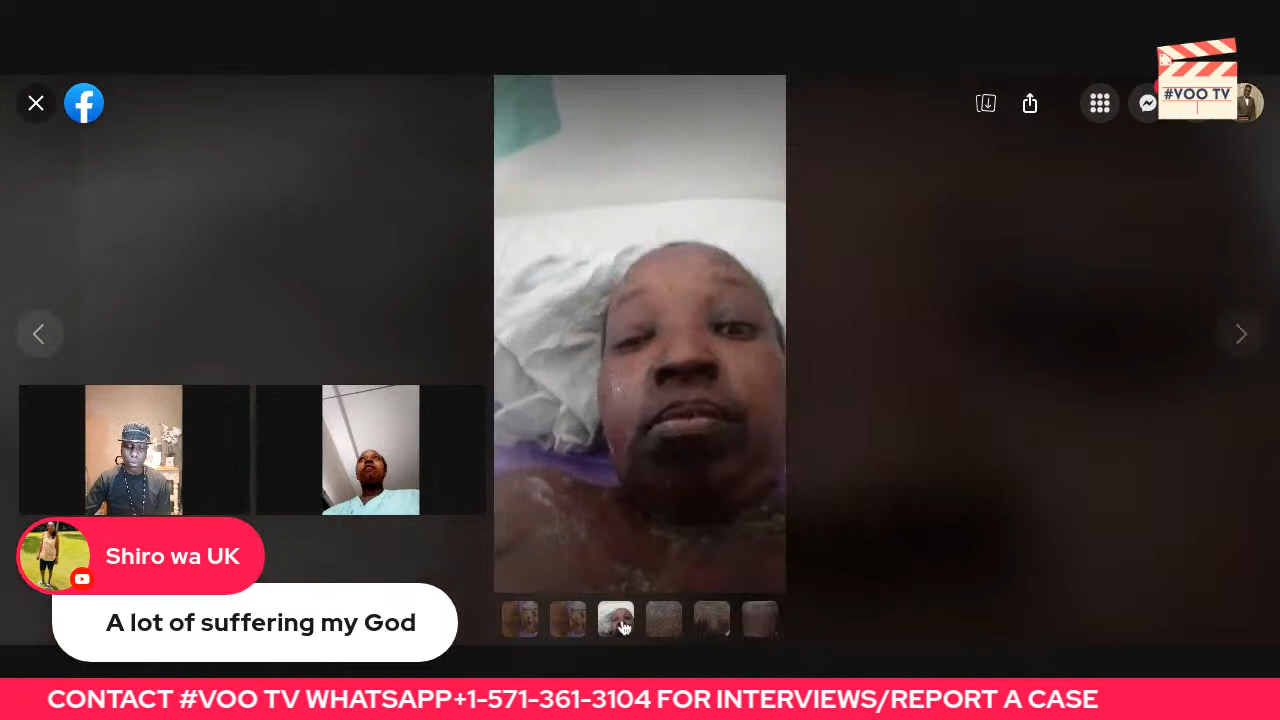 #VOO TV
Shiro wa UK
A lot of suffering my God
CONTACT #VOO TV WHATSAPP+1-571-361-3104 FOR INTERVIEWS/REPORT A CASE